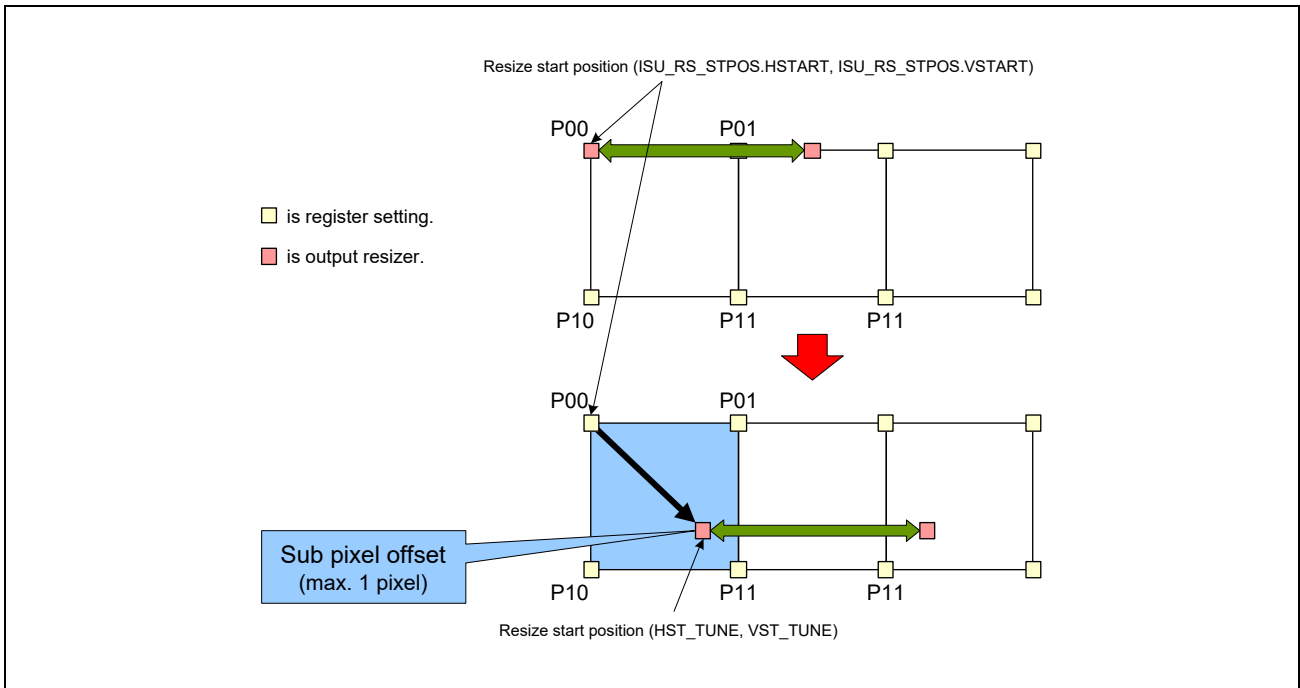 Resize start position (ISU_RS_STPOS.HSTART, ISU_RS_STPOS.VSTART)
P00
P01
is register setting.
is output resizer.
P10
P11
P11
P00
P01
Sub pixel offset
(max. 1 pixel)
P10
P11
P11
Resize start position (HST_TUNE, VST_TUNE)